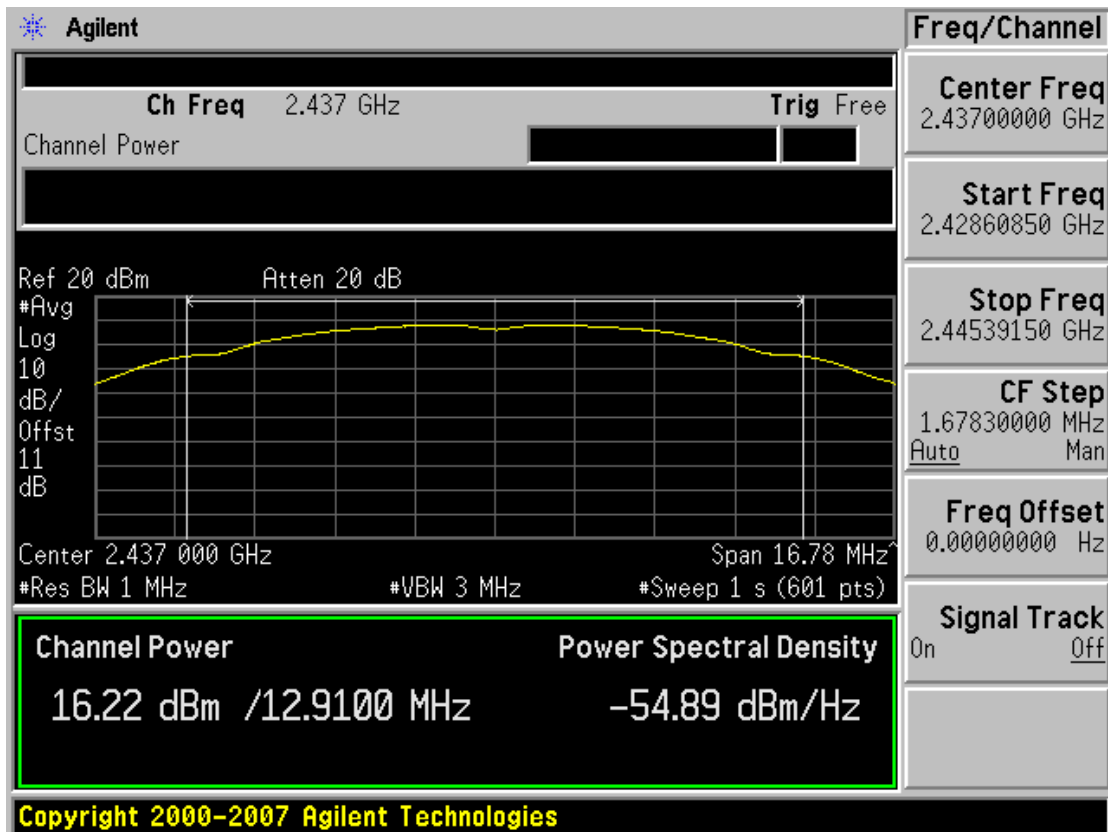 Agilent
Freq/Channel
Ch Freq 2.437 GHz Trig Free
Channel Power
Center Freq
2.43700000 GHz
Start Freq
2.42860850 GHz
Stop Freq
2.44539150 GHz
CF Step
1.67830000 MHz
Auto Man
Freq Offset
0.00000000 Hz
Signal Track
On Off
Ref 20 dBm Atten 20 dB
#Avg
Log
10
dB/
Offst
11
dB
Center 2.437 000 GHz Span 16.78 MHz^
#Res BW 1 MHz #VBW 3 MHz #Sweep 1 s (601 pts)
Channel Power Power Spectral Density
16.22 dBm /12.9100 MHz -54.89 dBm/Hz
Copyright 2000-2007 Agilent Technologies